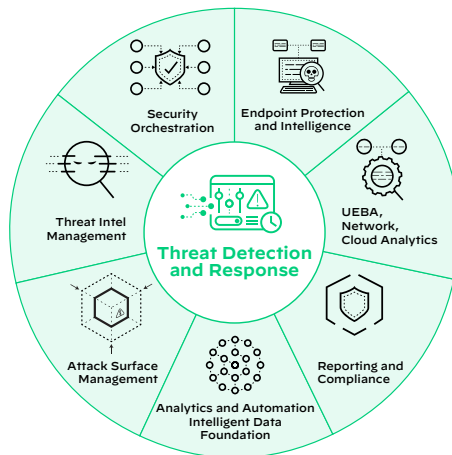 Security
Orchestration
Endpoint Protection
and Intelligence
Threat Intel
Management
UEBA,
Network,
Cloud Analytics
Threat Detection
and Response
Attack Surface
Management
Reporting and
Compliance
Analytics and Automation
Intelligent Data
Foundation